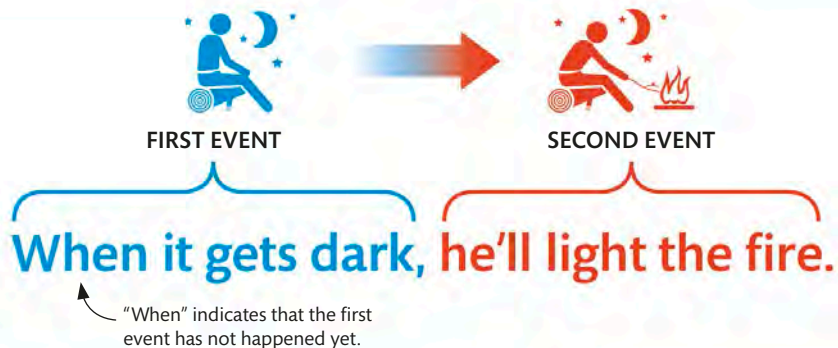 FIRST EVENT
SECOND EVENT
When it gets dark, he’ll light the fire.
“When” indicates that the first
event has not happened yet.